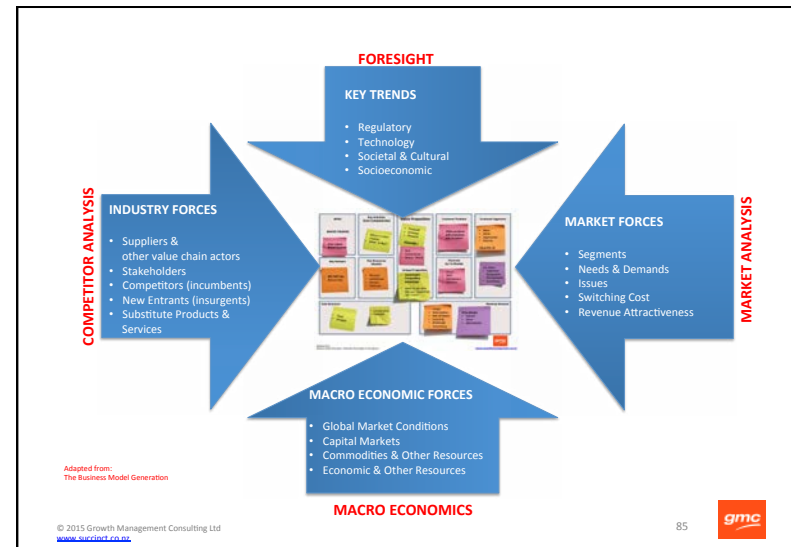 FORESIGHT
KEY TRENDS
• Regulatory
• Technology
• Societal & Cultural
• Socioeconomic
COMPETITOR ANALYSIS
INDUSTRY FORCES
• Suppliers &
other value chain actors
• Stakeholders
• Competitors (incumbents)
• New Entrants (insurgents)
• Substitute Products &
Services
MARKET FORCES
• Segments
• Needs & Demands
• Issues
• Switching Cost
• Revenue Attractiveness
MARKET ANALYSIS
MACRO ECONOMIC FORCES
• Global Market Conditions
• Capital Markets
• Commodities & Other Resources
• Economic & Other Resources
MACRO ECONOMICS
Adapted from:
The Business Model Generation
© 2015 Growth Management Consulting Ltd
www.succinct.co.nz
85
gmc